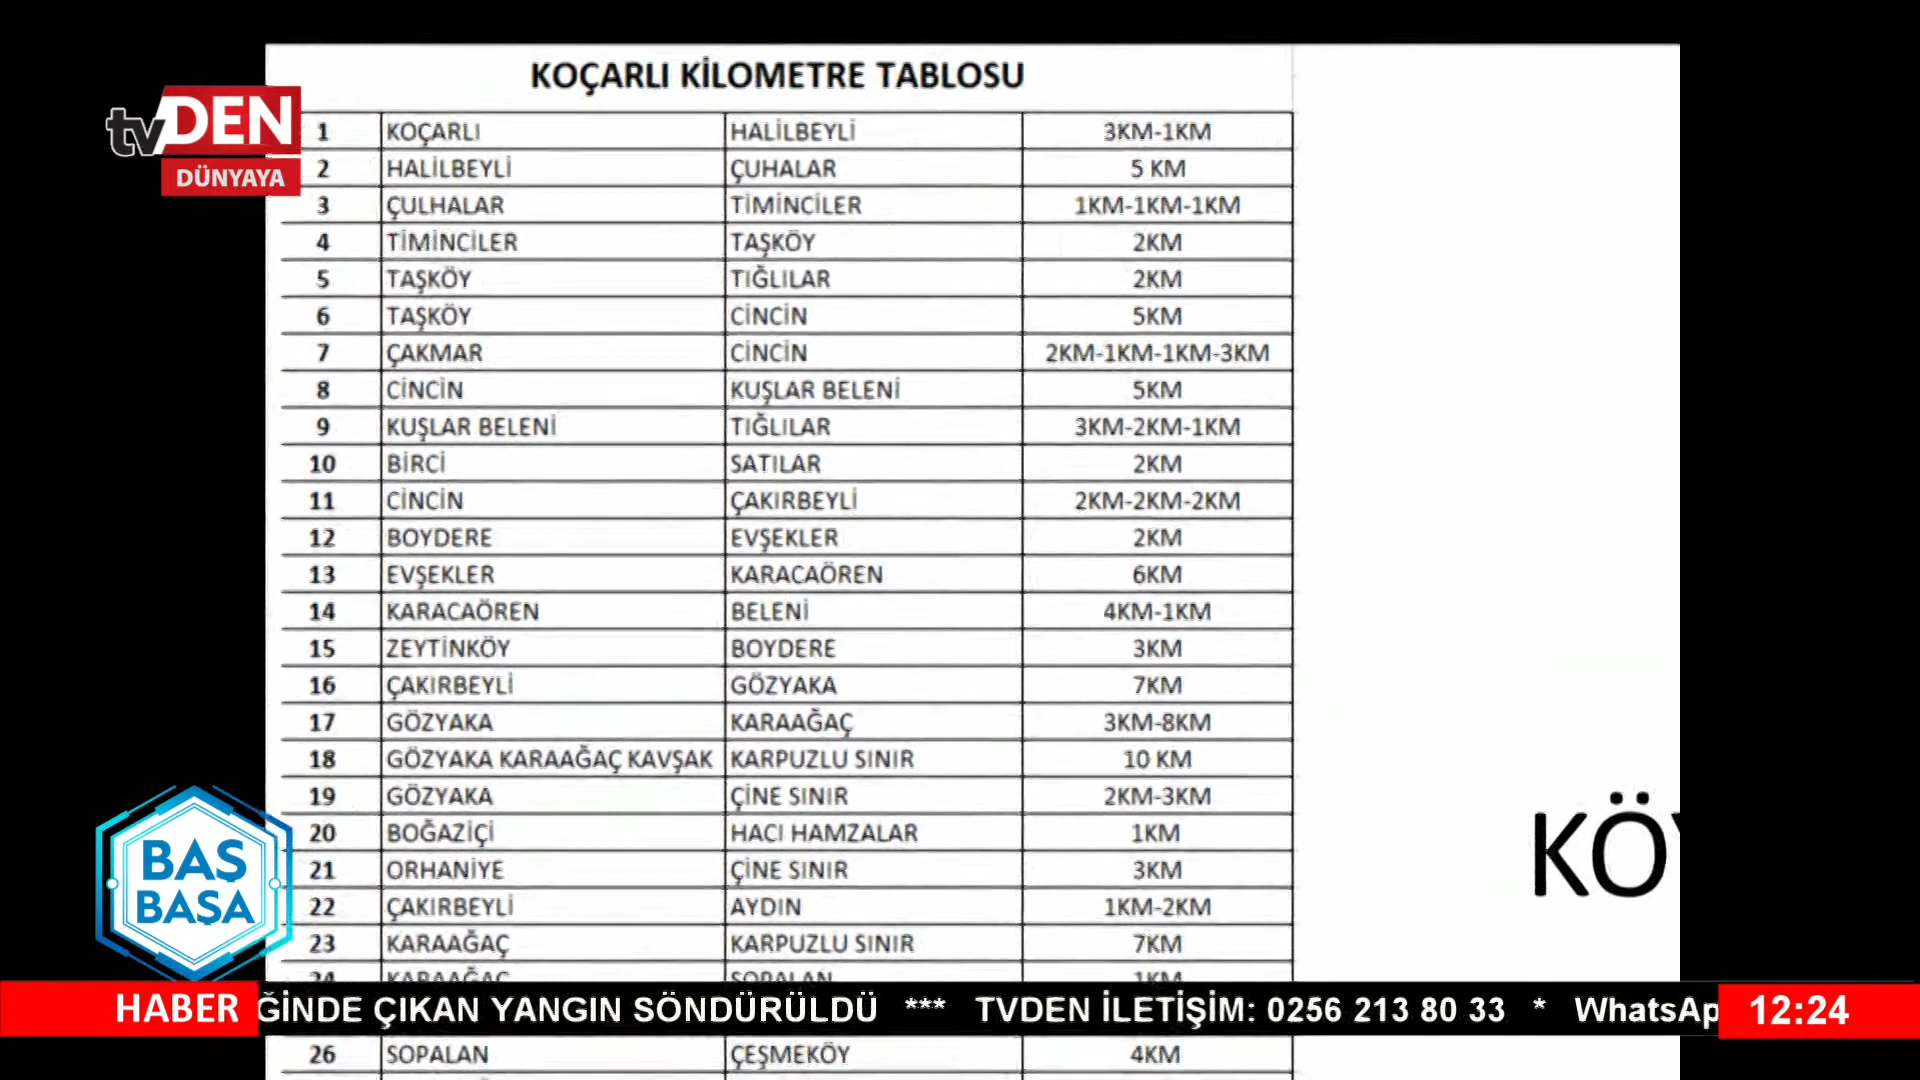 KOÇARLI KİLOMETRE TABLOSU
tvDEN
DÜNYAYA
1 KOÇARLI HALİLBEYLİ 3KM-1KM
2 HALİLBEYLİ ÇUHALAR 5 KM
3 ÇULHALAR TİMİNCİLER 1KM-1KM-1KM
4 TİMİNCİLER TAŞKÖY 2KM
5 TAŞKÖY TIĞLILAR 2KM
6 TAŞKÖY CİNCİN 5KM
7 ÇAKMAR CİNCİN 2KM-1KM-1KM-3KM
8 CİNCİN KUŞLAR BELENİ 5KM
9 KUŞLAR BELENİ TIĞLILAR 3KM-2KM-1KM
10 BİRCİ SATILAR 2KM
11 CİNCİN ÇAKIRBEYLİ 2KM-2KM-2KM
12 BOYDERE EVŞEKLER 2KM
13 EVŞEKLER KARACAÖREN 6KM
14 KARACAÖREN BELENİ 4KM-1KM
15 ZEYTİNKÖY BOYDERE 3KM
16 ÇAKIRBEYLİ GÖZYAKA 7KM
17 GÖZYAKA KARAAĞAÇ 3KM-8KM
18 GÖZYAKA KARAAĞAÇ KAVŞAK KARPUZLU SINIR 10 KM
19 GÖZYAKA ÇİNE SINIR 2KM-3KM
20 BOĞAZİÇİ HACI HAMZALAR 1KM
21 ORHANİYE ÇİNE SINIR 3KM
22 ÇAKIRBEYLİ AYDIN 1KM-2KM
23 KARAAĞAÇ KARPUZLU SINIR 7KM
24 KARAAĞAÇ SOPALAN 1KM
KÖY
BAŞ
BAŞA
HABER ĞİNDE ÇIKAN YANGIN SÖNDÜRÜLDÜ *** TVDEN İLETİŞİM: 0256 213 80 33 * WhatsAp 12:24
26 SOPALAN ÇEŞMEKÖY 4KM